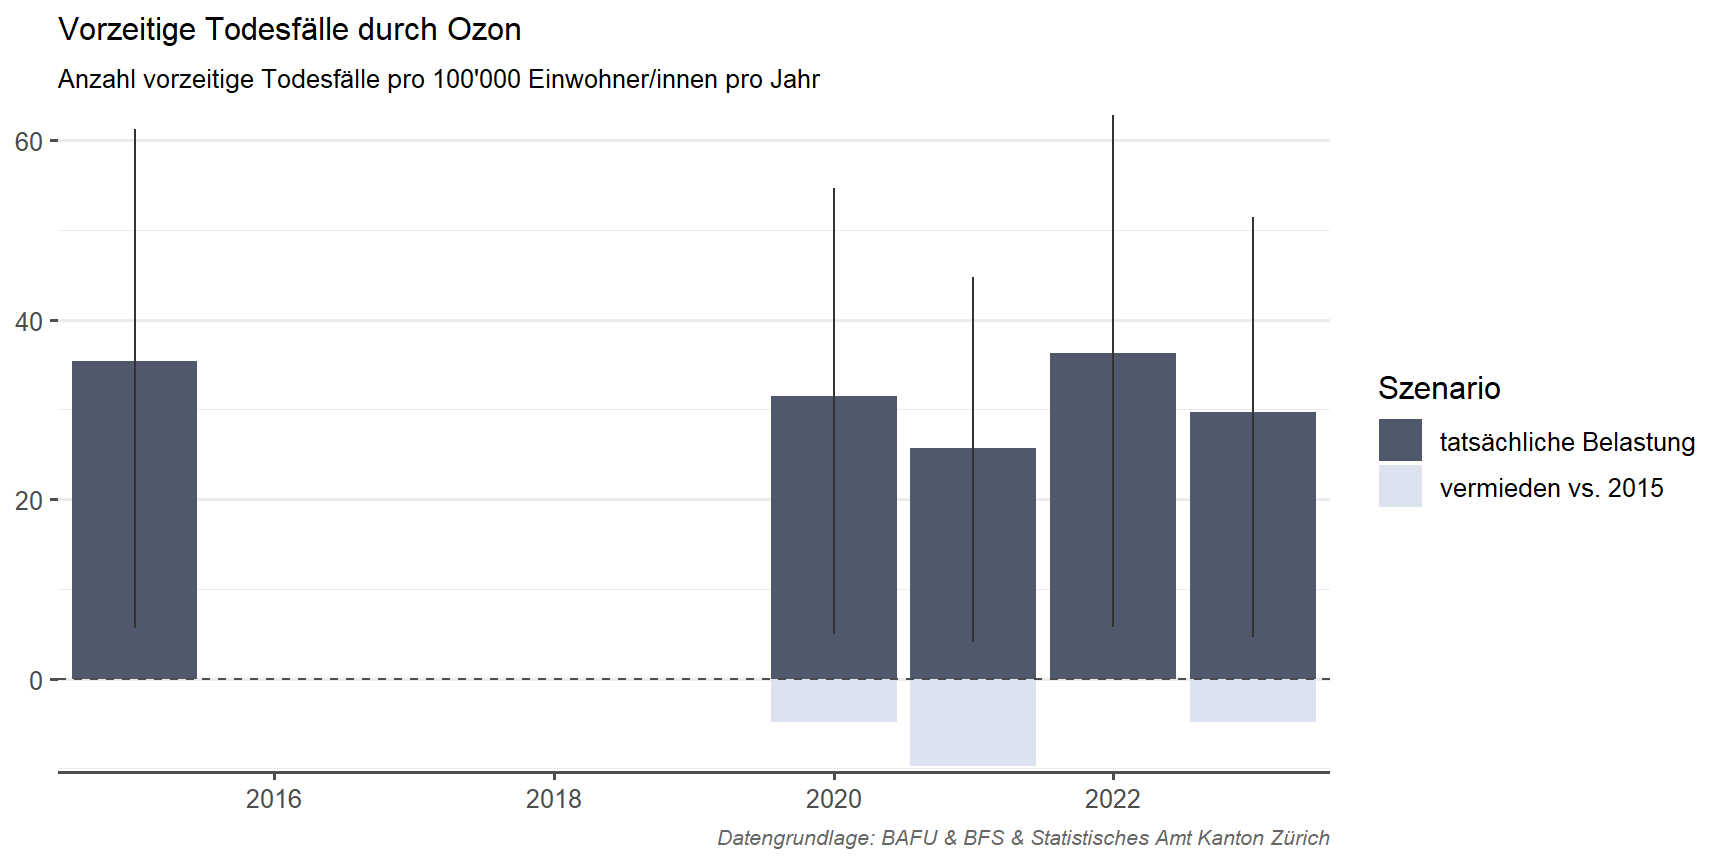 Vorzeitige Todesfälle durch Ozon
Anzahl vorzeitige Todesfälle pro 100'000 Einwohner/innen pro Jahr
60
40
20
0
2016 2018 2020 2022
Szenario
tatsächliche Belastung
vermieden vs. 2015
Datengrundlage: BAFU & BFS & Statistisches Amt Kanton Zürich